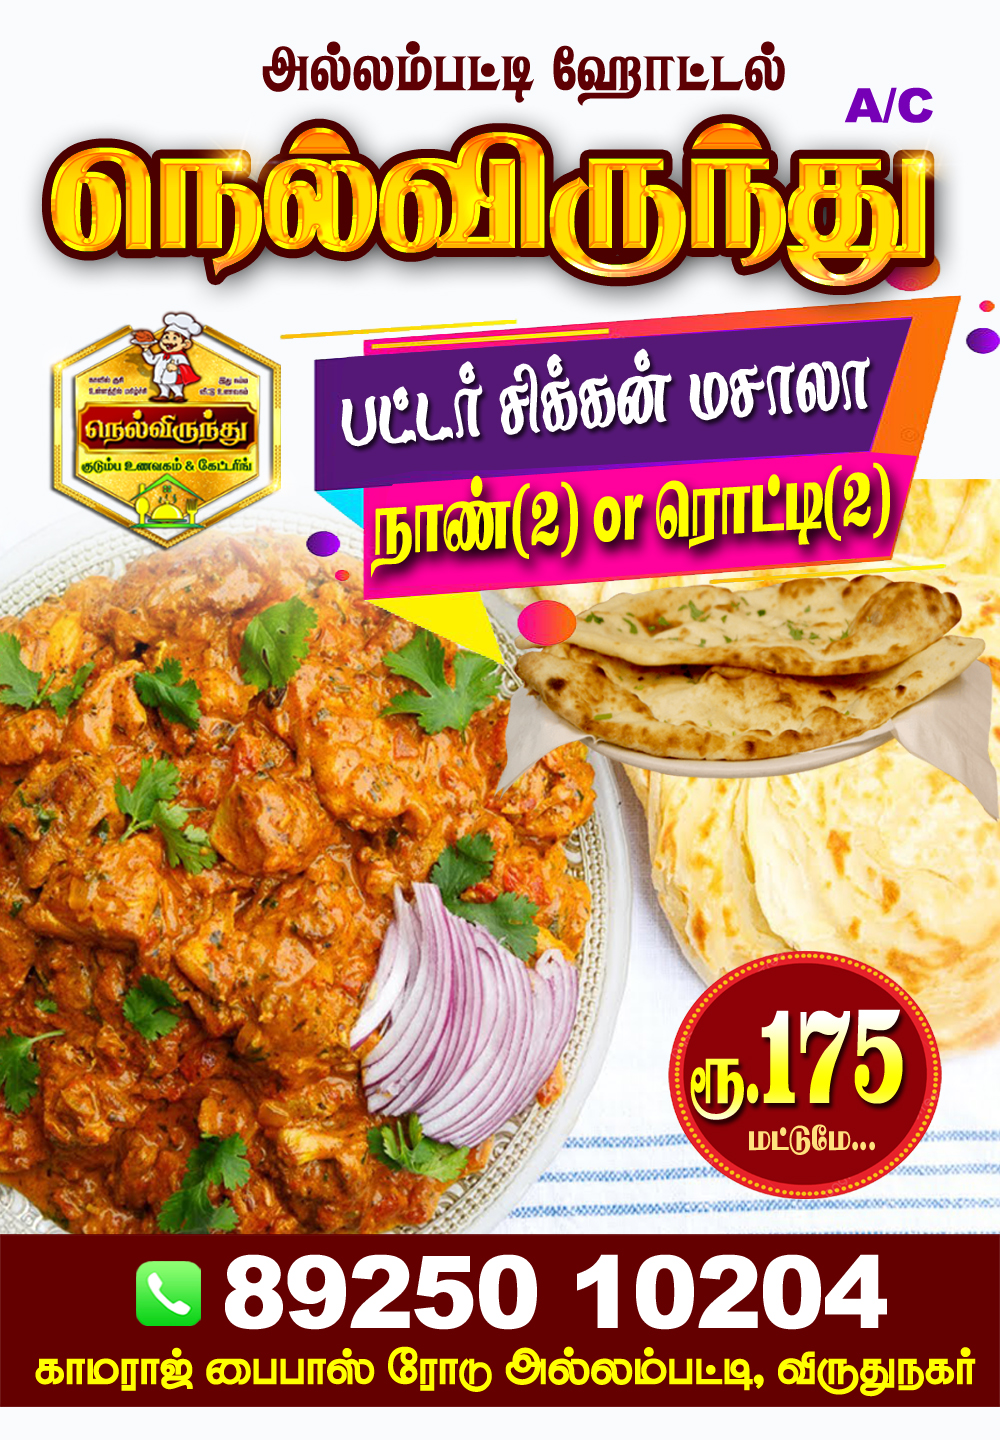 அல்லம்பட்டி ஹோட்டல்
A/C
நெல்விருந்து
நெல்விருந்து
குடும்ப உணவகம் & கேட்டரிங்
பட்டர் சிக்கன் மசாலா
நாண்(2) or ரொட்டி(2)
ரூ.175
மட்டுமே...
89250 10204
காமராஜ் பைபாஸ் ரோடு அல்லம்பட்டி, விருதுநகர்